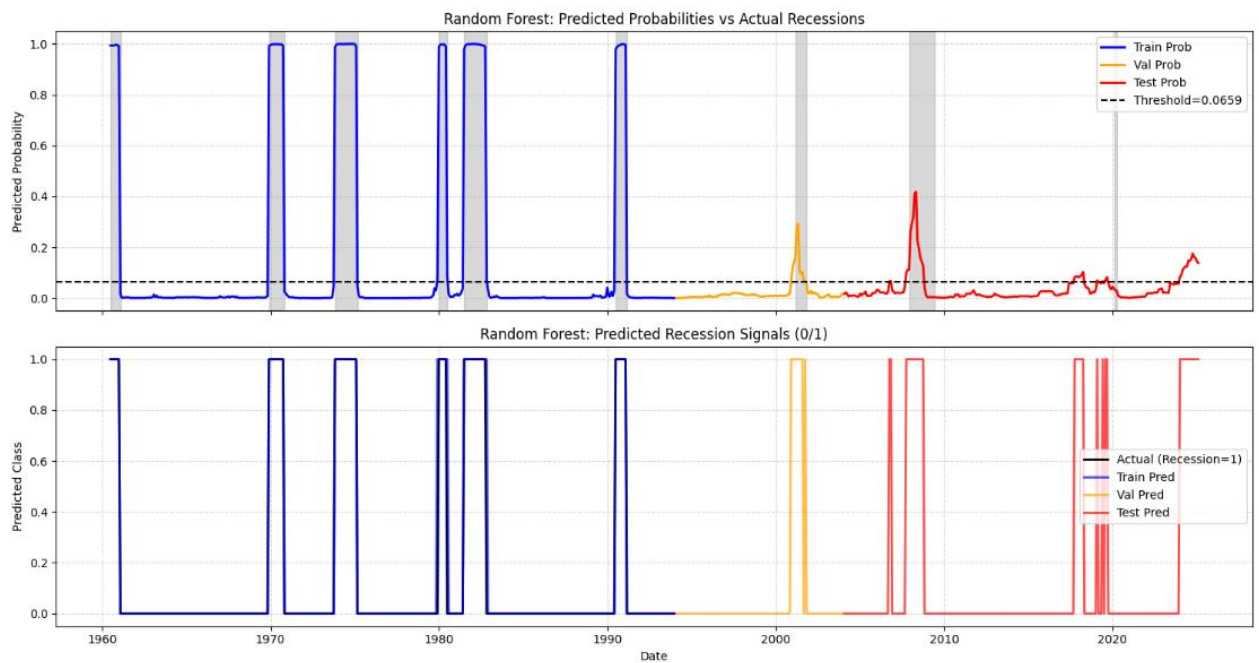 Random Forest: Predicted Probabilities vs Actual Recessions
1.0
0.8
0.6
0.4
0.2
0.0
Predicted Probability
Train Prob
Val Prob
Test Prob
Threshold=0.0659
Random Forest: Predicted Recession Signals (0/1)
1.0
0.8
0.6
0.4
0.2
0.0
Predicted Class
Actual (Recession=1)
Train Pred
Val Pred
Test Pred
1960 1970 1980 1990 2000 2010 2020
Date